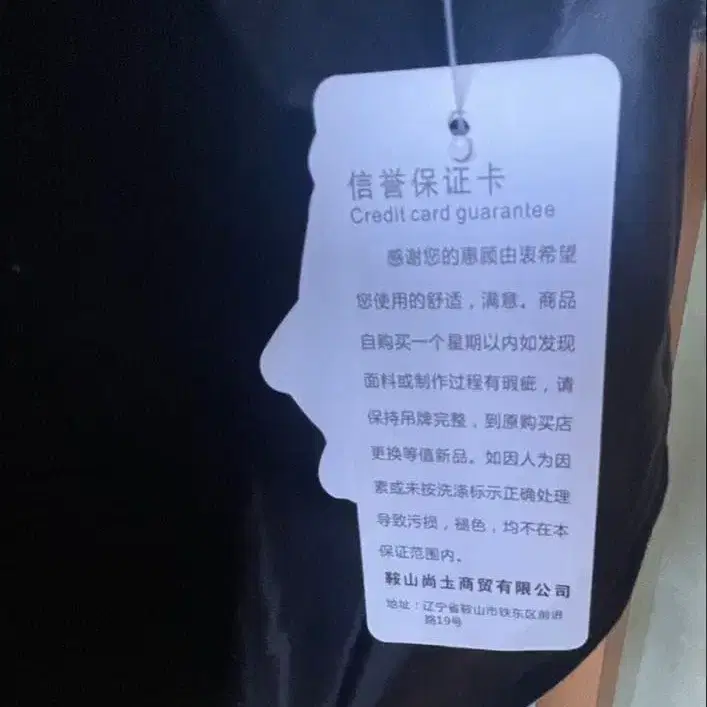 信誉保证卡
Credit card guarantee
感谢您的惠顾由衷希望
您使用的舒适，满意。商品
自购买一个星期以内如发现
面料或制作过程有瑕疵，请
保持吊牌完整，到原购买店
更换等值新品。如因人为因
素或未按洗涤标示正确处理
导致污损，褪色，均不在本
保证范围内。
鞍山尚圡商贸有限公司
地址：辽宁省鞍山市铁东区前进
路19号